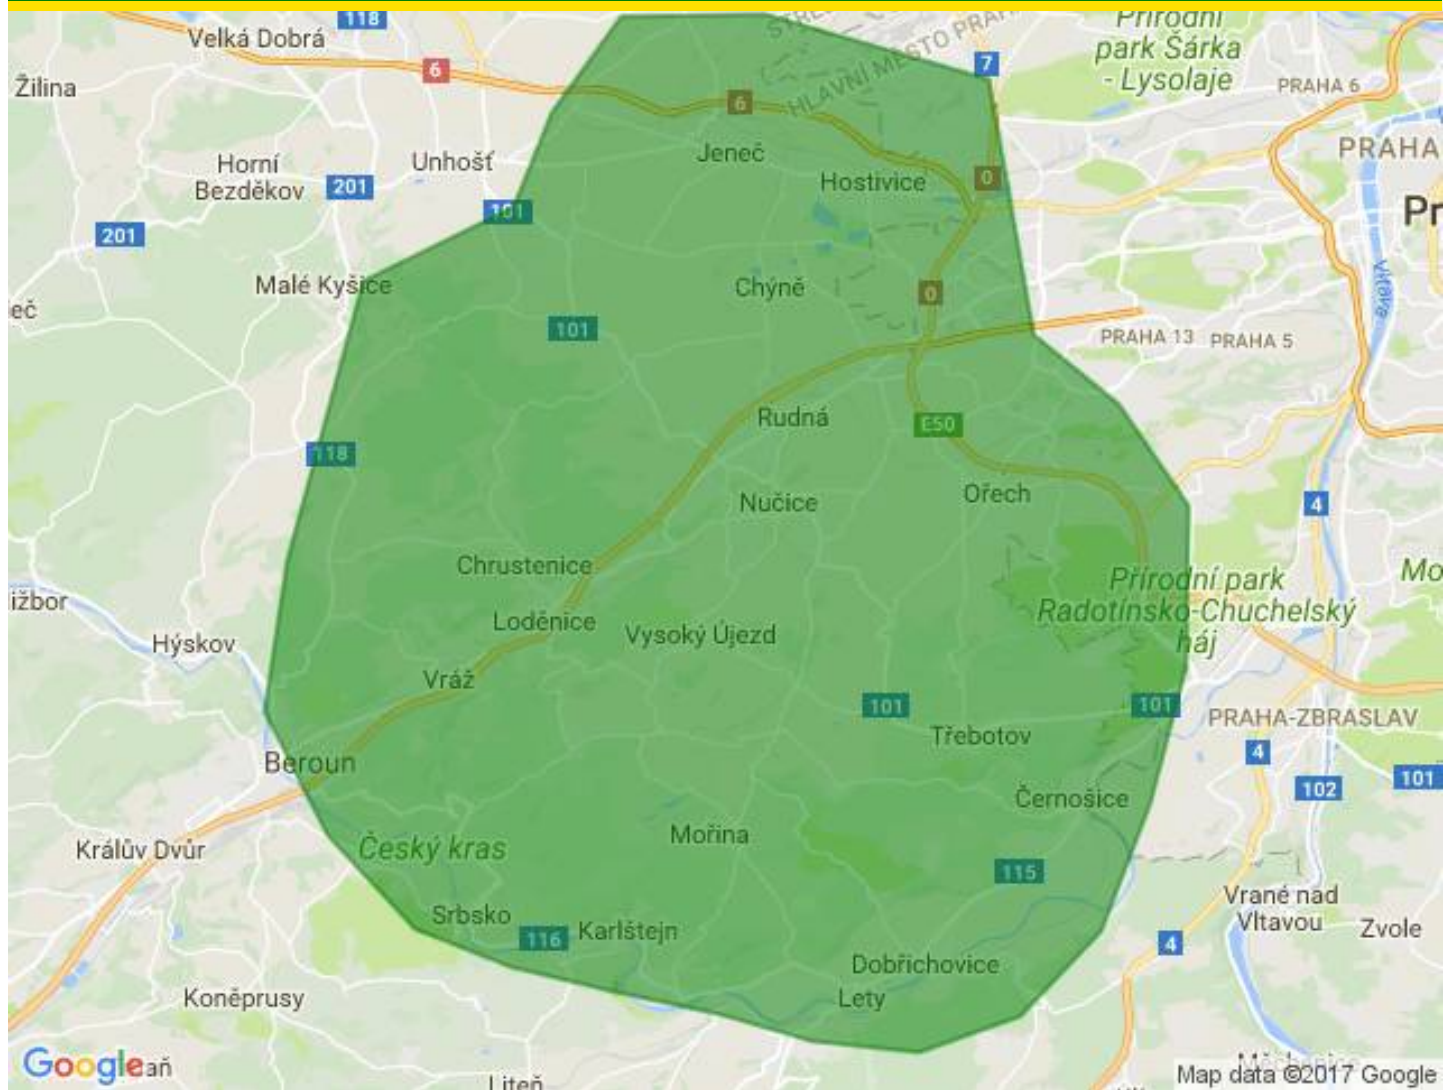 118
Velká Dobrá
6
7
Přírodní
park Šárka
- Lysolaje
Žilina
PRAHA 6
6
HLAVNÍ MĚSTO
Jeneč
PRAHA
Horní
Bezděkov
Unhošť
201
Hostivice
0
101
201
Malé Kyšice
Chýně
0
Vltava
101
PRAHA 13
PRAHA 5
Rudná
E50
118
Ořech
Nučice
4
Chrustenice
Přírodní park
Radotínsko-Chuchelský
háj
Loděnice
Vysoký Újezd
Hýskov
Vráž
101
101
PRAHA-ZBRASLAV
Třebotov
4
Beroun
101
102
Černošice
Mořina
Králův Dvůr
Český kras
115
Vrané nad
Vltavou
Srbsko
116
Karlštejn
Zvole
4
Dobřichovice
Lety
Koněprusy
Google
Liteň
Map data ©2017 Google